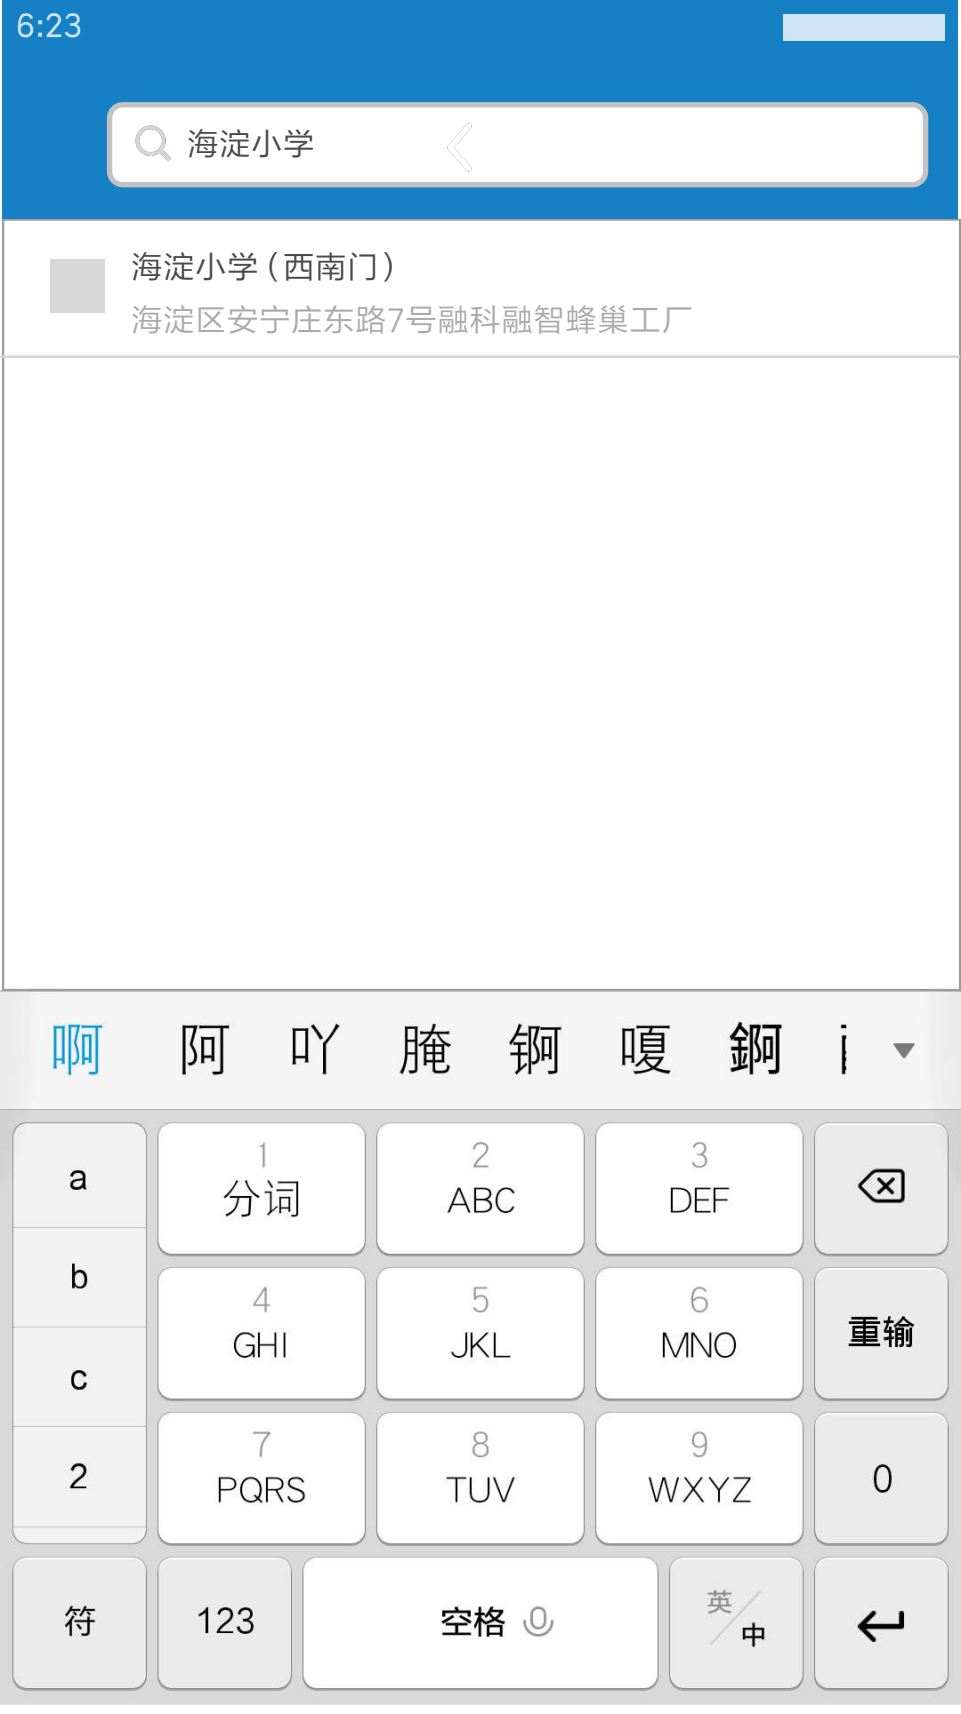 6:23
海淀小学
海淀小学(西南门)
海淀区安宁庄东路7号融科融智蜂巢工厂
啊 阿 吖 腌 锕 嗄 錒
a
b
c
2
1
分词
2
ABC
3
DEF
4
GHI
5
JKL
6
MNO
重输
7
PQRS
8
TUV
9
WXYZ
0
符
123
空格
英
中